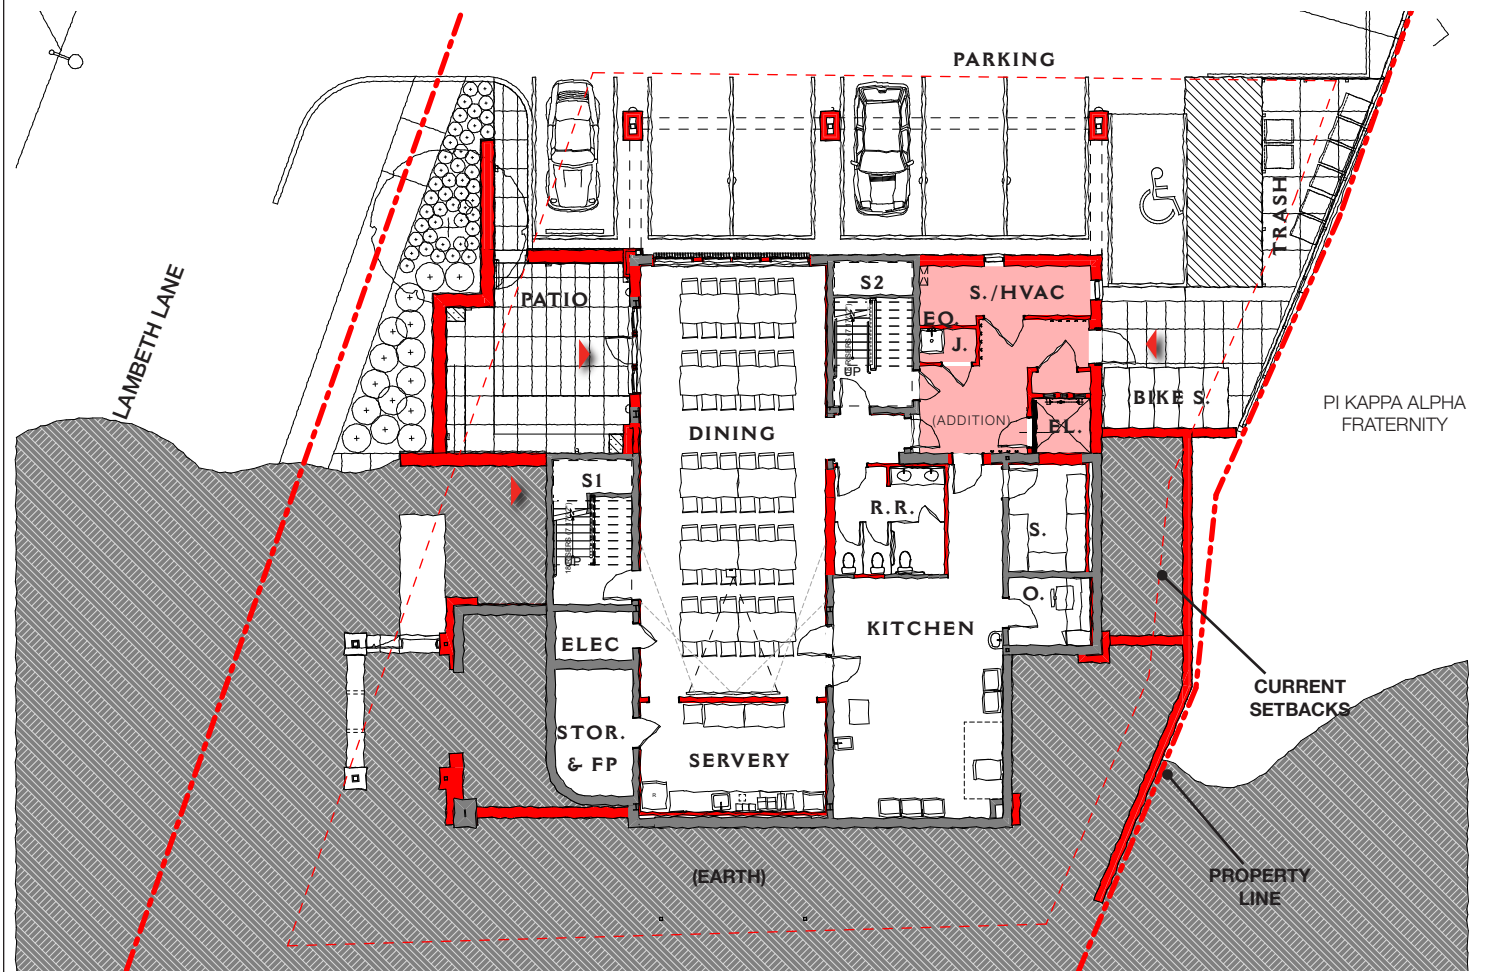 PARKING
TRASH
LAMBETH LANE
PATIO
S2
S./HVAC
EQ.
J.
UP
BIKE S.
PI KAPPA ALPHA
FRATERNITY
(ADDITION)
EL.
DINING
S1
R.R.
S.
O.
ELEC
KITCHEN
CURRENT
SETBACKS
STOR.
& FP
SERVERY
R
(EARTH)
PROPERTY
LINE